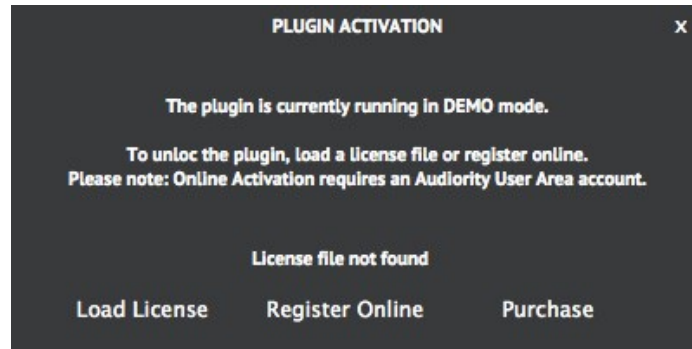 PLUGIN ACTIVATION X
The plugin is currently running in DEMO mode.
To unloc the plugin, load a license file or register online.
Please note: Online Activation requires an Audiority User Area account.
License file not found
Load License Register Online Purchase